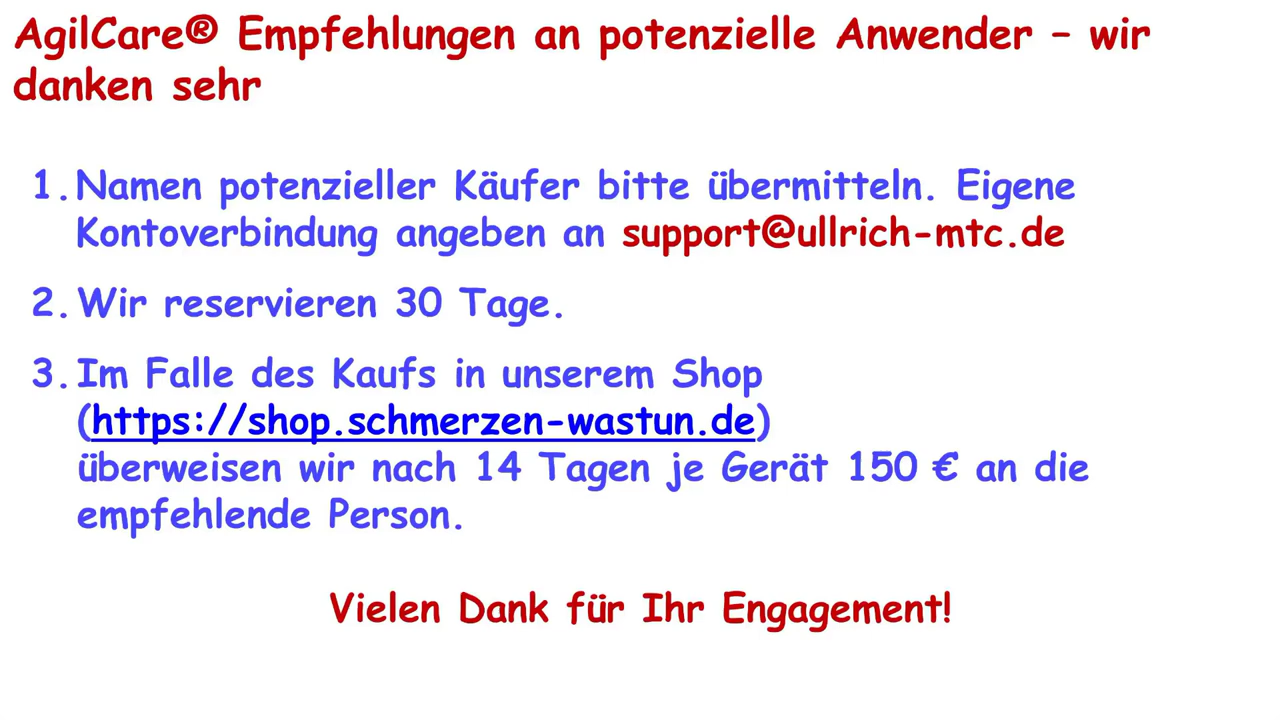 AgilCare® Empfehlungen an potenzielle Anwender – wir
danken sehr
1. Namen potenzieller Käufer bitte übermitteln. Eigene
Kontoverbindung angeben an support@ullrich-mtc.de
2. Wir reservieren 30 Tage.
3. Im Falle des Kaufs in unserem Shop
(https://shop.schmerzen-wastun.de)
überweisen wir nach 14 Tagen je Gerät 150 € an die
empfehlende Person.
Vielen Dank für Ihr Engagement!